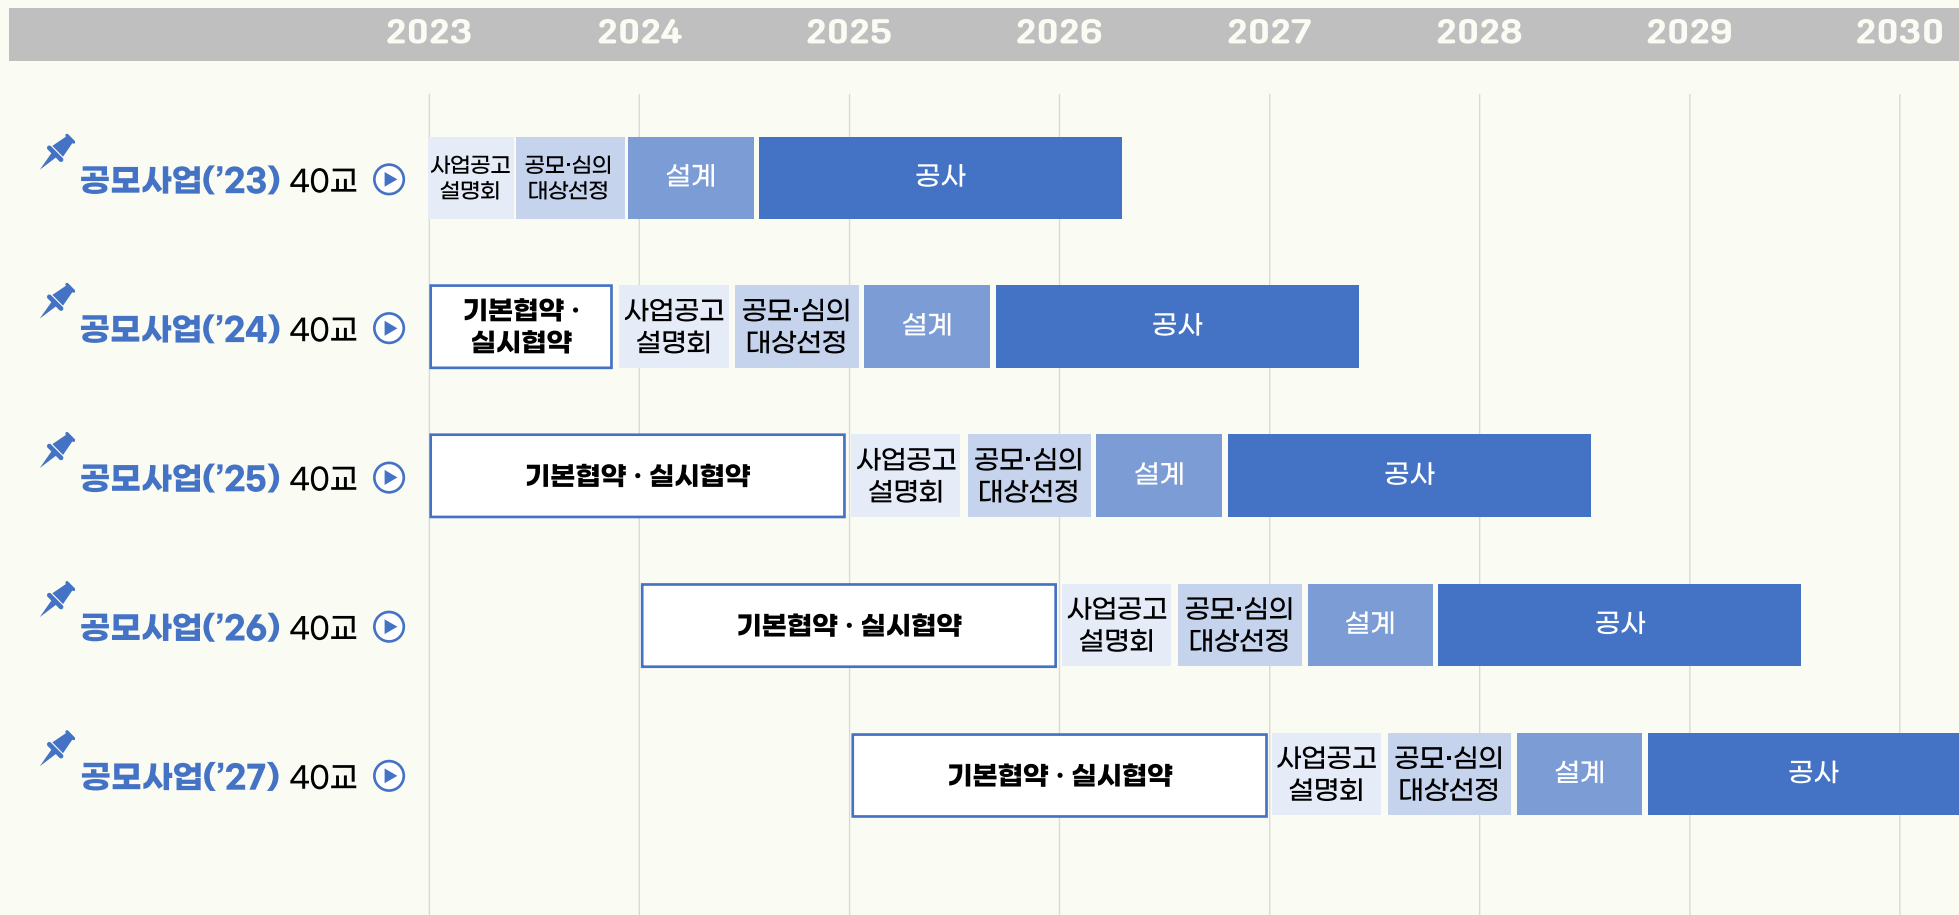 2023 2024 2025 2026 2027 2028 2029 2030
공모사업(’23) 40교
사업공고
설명회
공모·심의
대상선정
설계
공사
공모사업(’24) 40교
기본협약 ·
실시협약
사업공고
설명회
공모·심의
대상선정
설계
공사
공모사업(’25) 40교
기본협약 · 실시협약
사업공고
설명회
공모·심의
대상선정
설계
공사
공모사업(’26) 40교
기본협약 · 실시협약
사업공고
설명회
공모·심의
대상선정
설계
공사
공모사업(’27) 40교
기본협약 · 실시협약
사업공고
설명회
공모·심의
대상선정
설계
공사